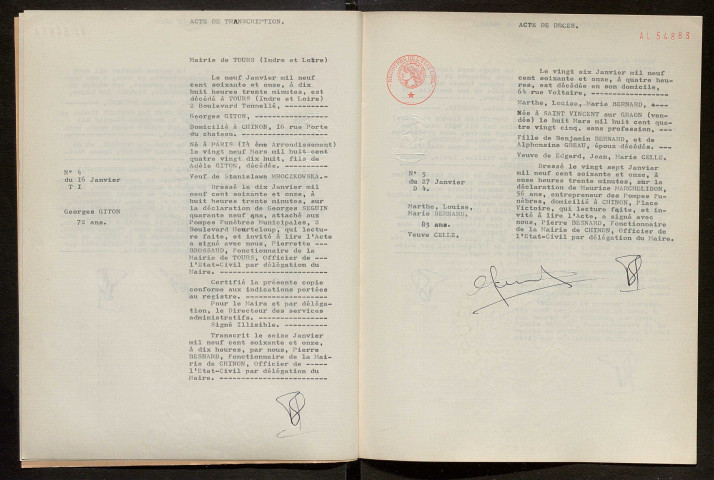 ACTE DE TRANSCRIPTION.
Mairie de TOURS (Indre et Loire)
Le neuf Janvier mil neuf
cent soixante et onze, à dix
huit heures trente minutes, est
décédé à TOURS (Indre et Loire)
2 Boulevard Tonnellé, ----------
Georges GITON, ----------
Domicilié à CHINON, 16 rue Porte
du chateau. ----------
Né à PARIS (14 ème Arrondissement)
le vingt neuf Mars mil huit cent
quatre vingt dix huit, fils de
Adèle GITON, décédée. ----------
Veuf de Stanislawa MROCZKOWSKA.-
N° 4
du 16 Janvier
T I
Georges GITON
72 ans.
Dressé le dix Janvier mil
neuf cent soixante et onze, à
huit heures trente minutes, sur
la déclaration de Georges SEGUIN
quarante neuf ans, attaché aux
Pompes Funèbres Municipales, 2
Boulevard Heurteloup, qui lectu-
re faite, et invité à lire l'Acte
a signé avec nous, Pierrette ---
BROSSARD, Fonctionnaire de la
Mairie de TOURS, Officier de ---
l'Etat-Civil par délégation du
Maire. ----------
Certifié la présente copie
conforme aux indications portées
au registre. ----------
Pour le Maire et par déléga-
tion, le Directeur des services
administratifs. ----------
Signé Illisible. ----------
Transcrit le seize Janvier
mil neuf cent soixante et onze,
à dix heures, par nous, Pierre
BESNARD, Fonctionnaire de la Mai-
rie de CHINON, Officier de -----
l'Etat-Civil par délégation du
Maire. ----------
ACTE DE DECES.
AL 54888
Le vingt six Janvier mil neuf
cent soixante et onze, à quatre heu-
res, est décédée en son domicile,
64 rue Voltaire, ----------
Marthe, Louise, Marie BERNARD, ----
Née à SAINT VINCENT sur GRAON (ven-
dée) le huit Mars mil huit cent qua-
tre vingt cinq, sans profession, ---
Fille de Benjamin BERNARD, et de
Alphonsine GREAU, époux décédés. ---
Veuve de Edgard, Jean, Marie CELLE.
N° 5
du 27 Janvier
D 4.
Marthe, Louise,
Marie BERNARD,
83 ans.
Veuve CELLE.
Dressé le vingt sept Janvier
mil neuf cent soixante et onze, à
onze heures trente minutes, sur la
déclaration de Maurice MARCHELIDON,
56 ans, entrepreneur des Pompes Fu-
nèbres, domicilié à CHINON, Place
Victoire, qui lecture faite, et in-
vité à lire l'Acte, a signé avec
nous, Pierre BESNARD, Fonctionnaire
de la Mairie de CHINON, Officier de
l'Etat-Civil par délégation du Maire.